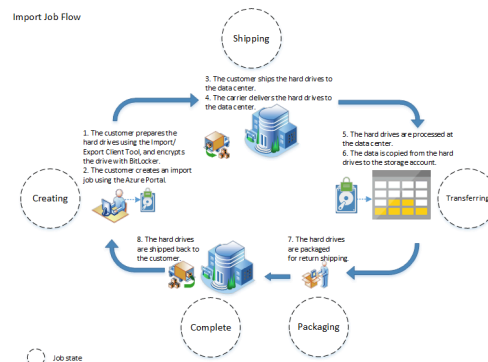 Import Job Flow
Shipping
3. The customer ships the hard drives to
the data center.
4. The carrier delivers the hard drives to
the data center.
1. The customer prepares the
hard drives using the Import/
Export Client Tool, and encrypts
the drive with BitLocker.
2. The customer creates an import
job using the Azure Portal.
5. The hard drives are processed at
the data center.
6. The data is copied from the hard
drives to the storage account.
Creating
Transferring
8. The hard drives
are shipped back to
the customer.
7. The hard drives
are packaged
for return shipping.
Complete
Packaging
Job state